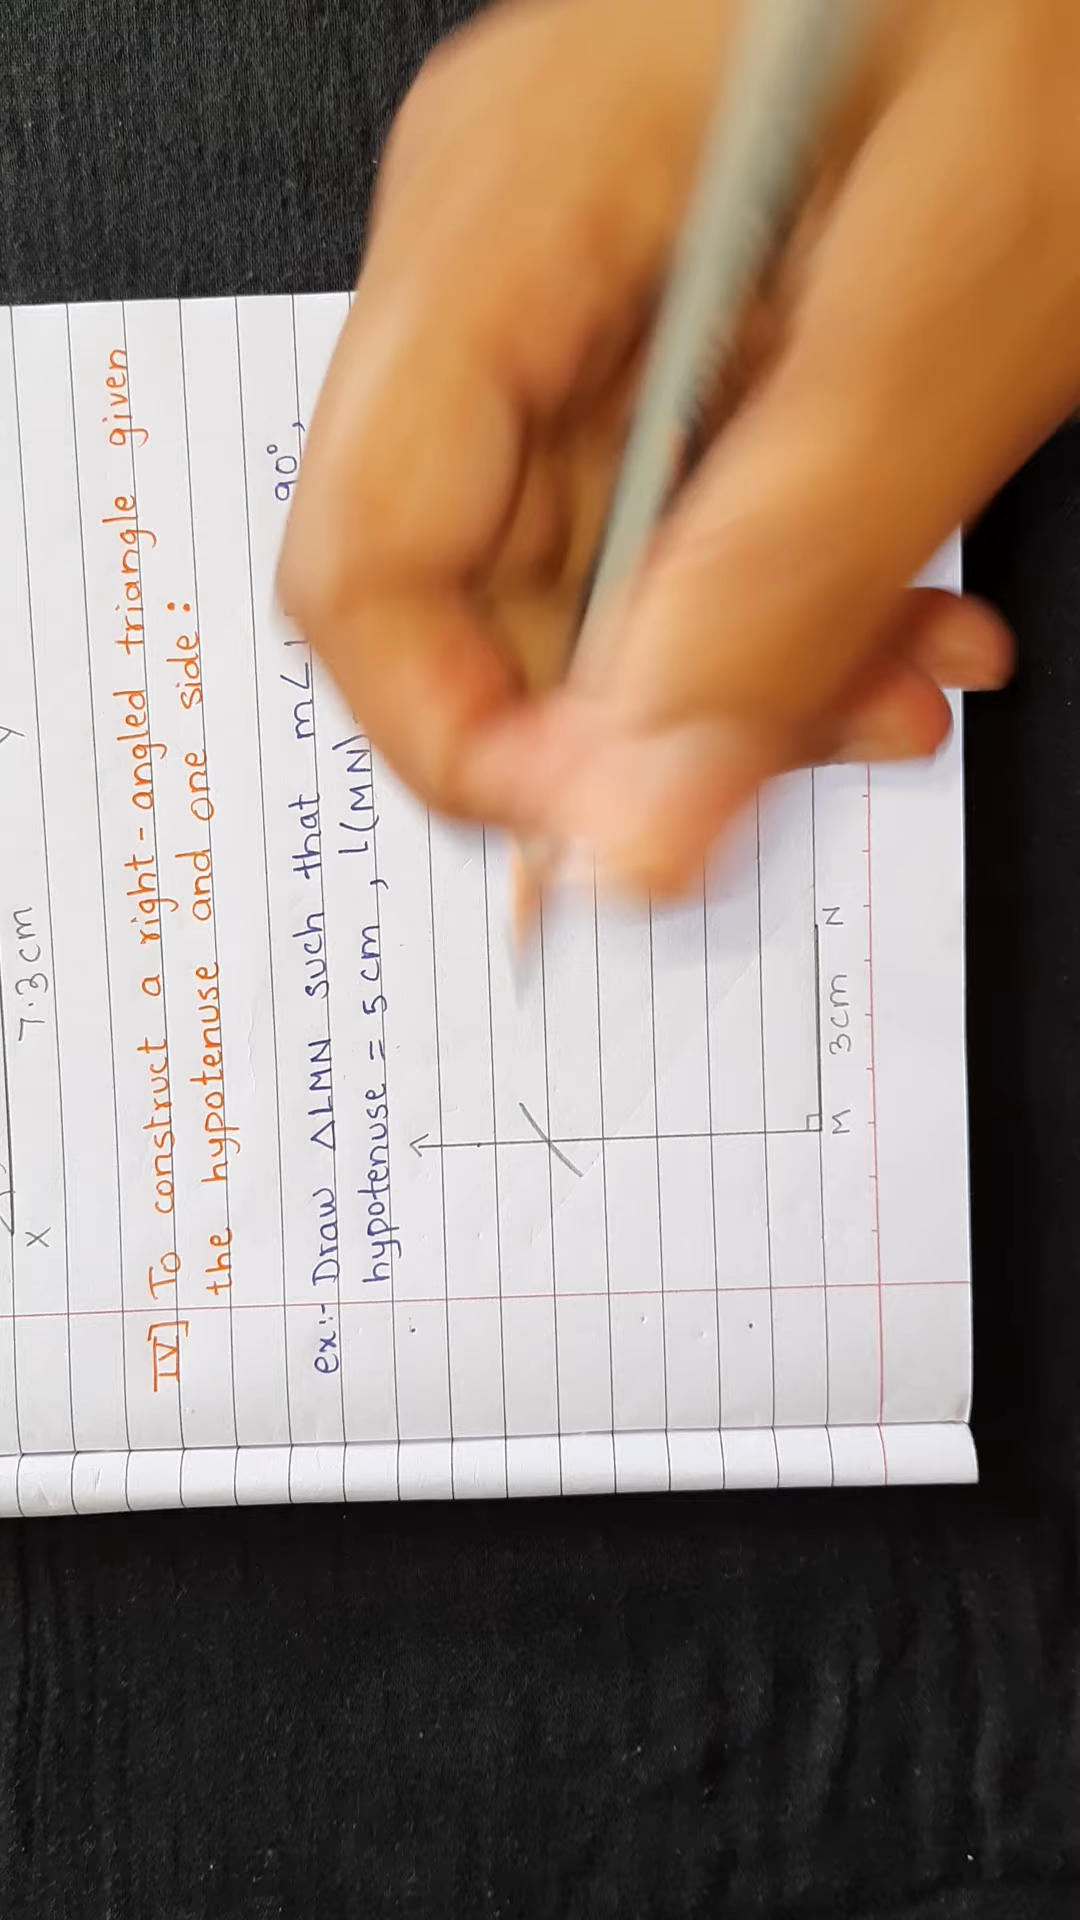 X 7.3cm Y
IV] To construct a right-angled triangle given
the hypotenuse and one side :
ex:- Draw ΔLMN such that m∠ 90°,
hypotenuse = 5 cm , l(MN)
M 3cm N